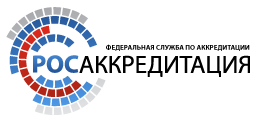 ФЕДЕРАЛЬНАЯ СЛУЖБА ПО АККРЕДИТАЦИИ
РОСАККРЕДИТАЦИЯ